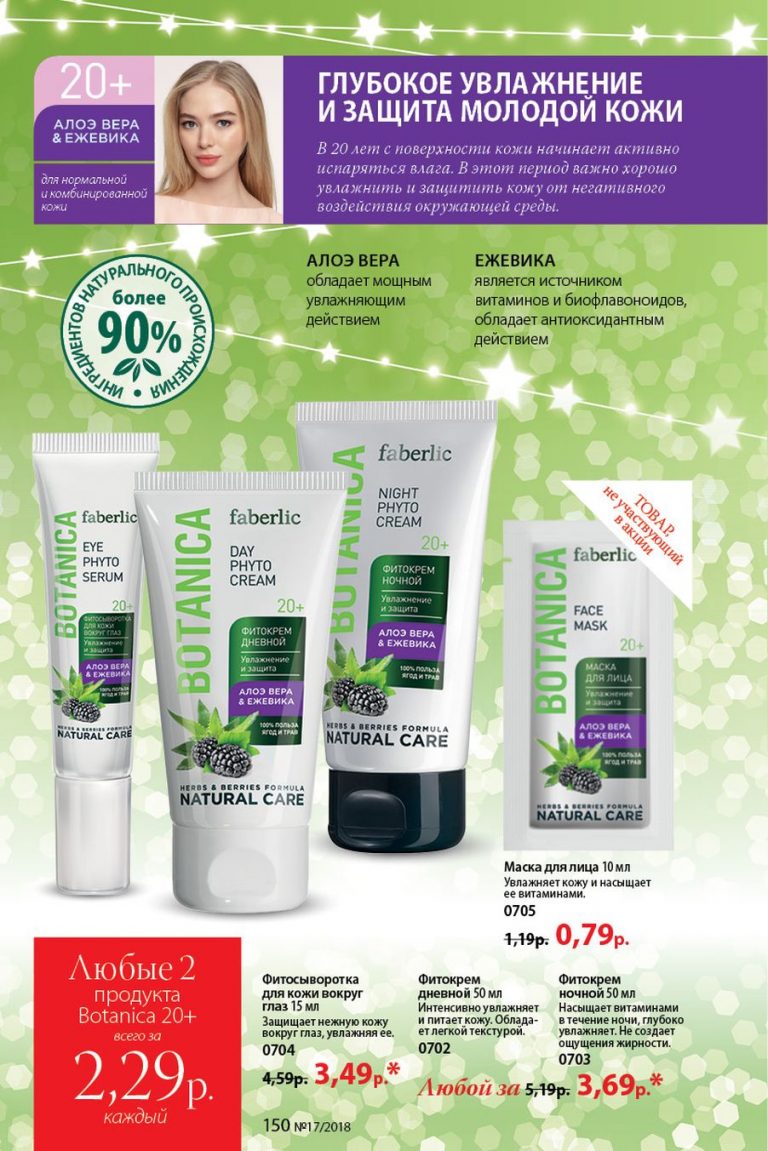 20+
АЛОЭ ВЕРА
& ЕЖЕВИКА
для нормальной
и комбинированной
кожи
ГЛУБОКОЕ УВЛАЖНЕНИЕ
И ЗАЩИТА МОЛОДОЙ КОЖИ
В 20 лет с поверхности кожи начинает активно
испаряться влага. В этот период важно хорошо
увлажнить и защитить кожу от негативного
воздействия окружающей среды.
АЛОЭ ВЕРА
обладает мощным
увлажняющим
действием
ЕЖЕВИКА
является источником
витаминов и биофлавоноидов,
обладает антиоксидантным
действием
более
90%
ИНГРЕДИЕНТОВ НАТУРАЛЬНОГО ПРОИСХОЖДЕНИЯ
BOTANICA
faberlic
EYE
PHYTO
SERUM
20+
ФИТОСЫВОРОТКА
ДЛЯ КОЖИ
ВОКРУГ ГЛАЗ
Увлажнение
и защита
АЛОЭ ВЕРА
& ЕЖЕВИКА
100% ПОЛЬЗА
ЯГОД И ТРАВ
HERBS & BERRIES FORMULA
NATURAL CARE
BOTANICA
faberlic
DAY
PHYTO
CREAM
20+
ФИТОКРЕМ
ДНЕВНОЙ
Увлажнение
и защита
АЛОЭ ВЕРА
& ЕЖЕВИКА
100% ПОЛЬЗА
ЯГОД И ТРАВ
HERBS & BERRIES FORMULA
NATURAL CARE
BOTANICA
faberlic
NIGHT
PHYTO
CREAM
20+
ФИТОКРЕМ
НОЧНОЙ
Увлажнение
и защита
АЛОЭ ВЕРА
& ЕЖЕВИКА
100% ПОЛЬЗА
ЯГОД И ТРАВ
HERBS & BERRIES FORMULA
NATURAL CARE
ТОВАР,
не участвующий
в акции
BOTANICA
faberlic
FACE
MASK
20+
МАСКА
ДЛЯ ЛИЦА
Увлажнение
и защита
АЛОЭ ВЕРА
& ЕЖЕВИКА
100% ПОЛЬЗА
ЯГОД И ТРАВ
HERBS & BERRIES FORMULA
NATURAL CARE
Маска для лица 10 мл
Увлажняет кожу и насыщает
ее витаминами.
0705
1,19р. 0,79р.
Любые 2
продукта
Botanica 20+
всего за
2,29р.
каждый
Фитосыворотка
для кожи вокруг
глаз 15 мл
Защищает нежную кожу
вокруг глаз, увлажняя ее.
0704
4,59р. 3,49р.*
Фитокрем
дневной 50 мл
Интенсивно увлажняет
и питает кожу. Облада-
ет легкой текстурой.
0702
Фитокрем
ночной 50 мл
Насыщает витаминами
в течение ночи, глубоко
увлажняет. Не создает
ощущения жирности.
0703
Любой за 5,19р. 3,69р.*
150 №17/2018